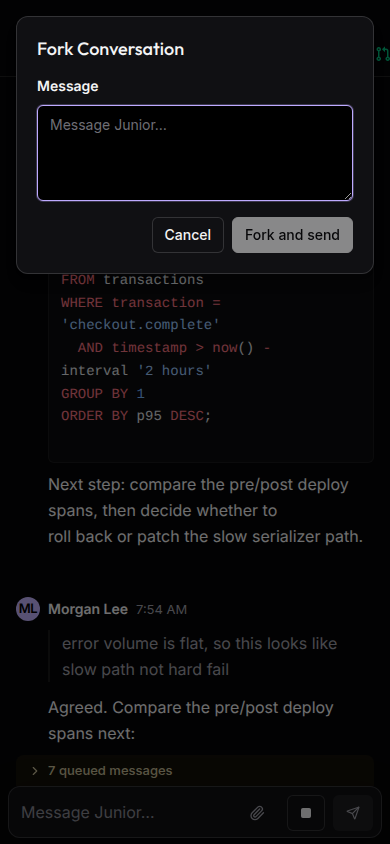 Fork Conversation
Message
Message Junior...
Cancel
Fork and send
FROM transactions
WHERE transaction =
'checkout.complete'
AND timestamp > now() -
interval '2 hours'
GROUP BY 1
ORDER BY p95 DESC;
Next step: compare the pre/post deploy
spans, then decide whether to
roll back or patch the slow serializer path.
ML
Morgan Lee 7:54 AM
error volume is flat, so this looks like
slow path not hard fail
Agreed. Compare the pre/post deploy
spans next:
7 queued messages
Message Junior...